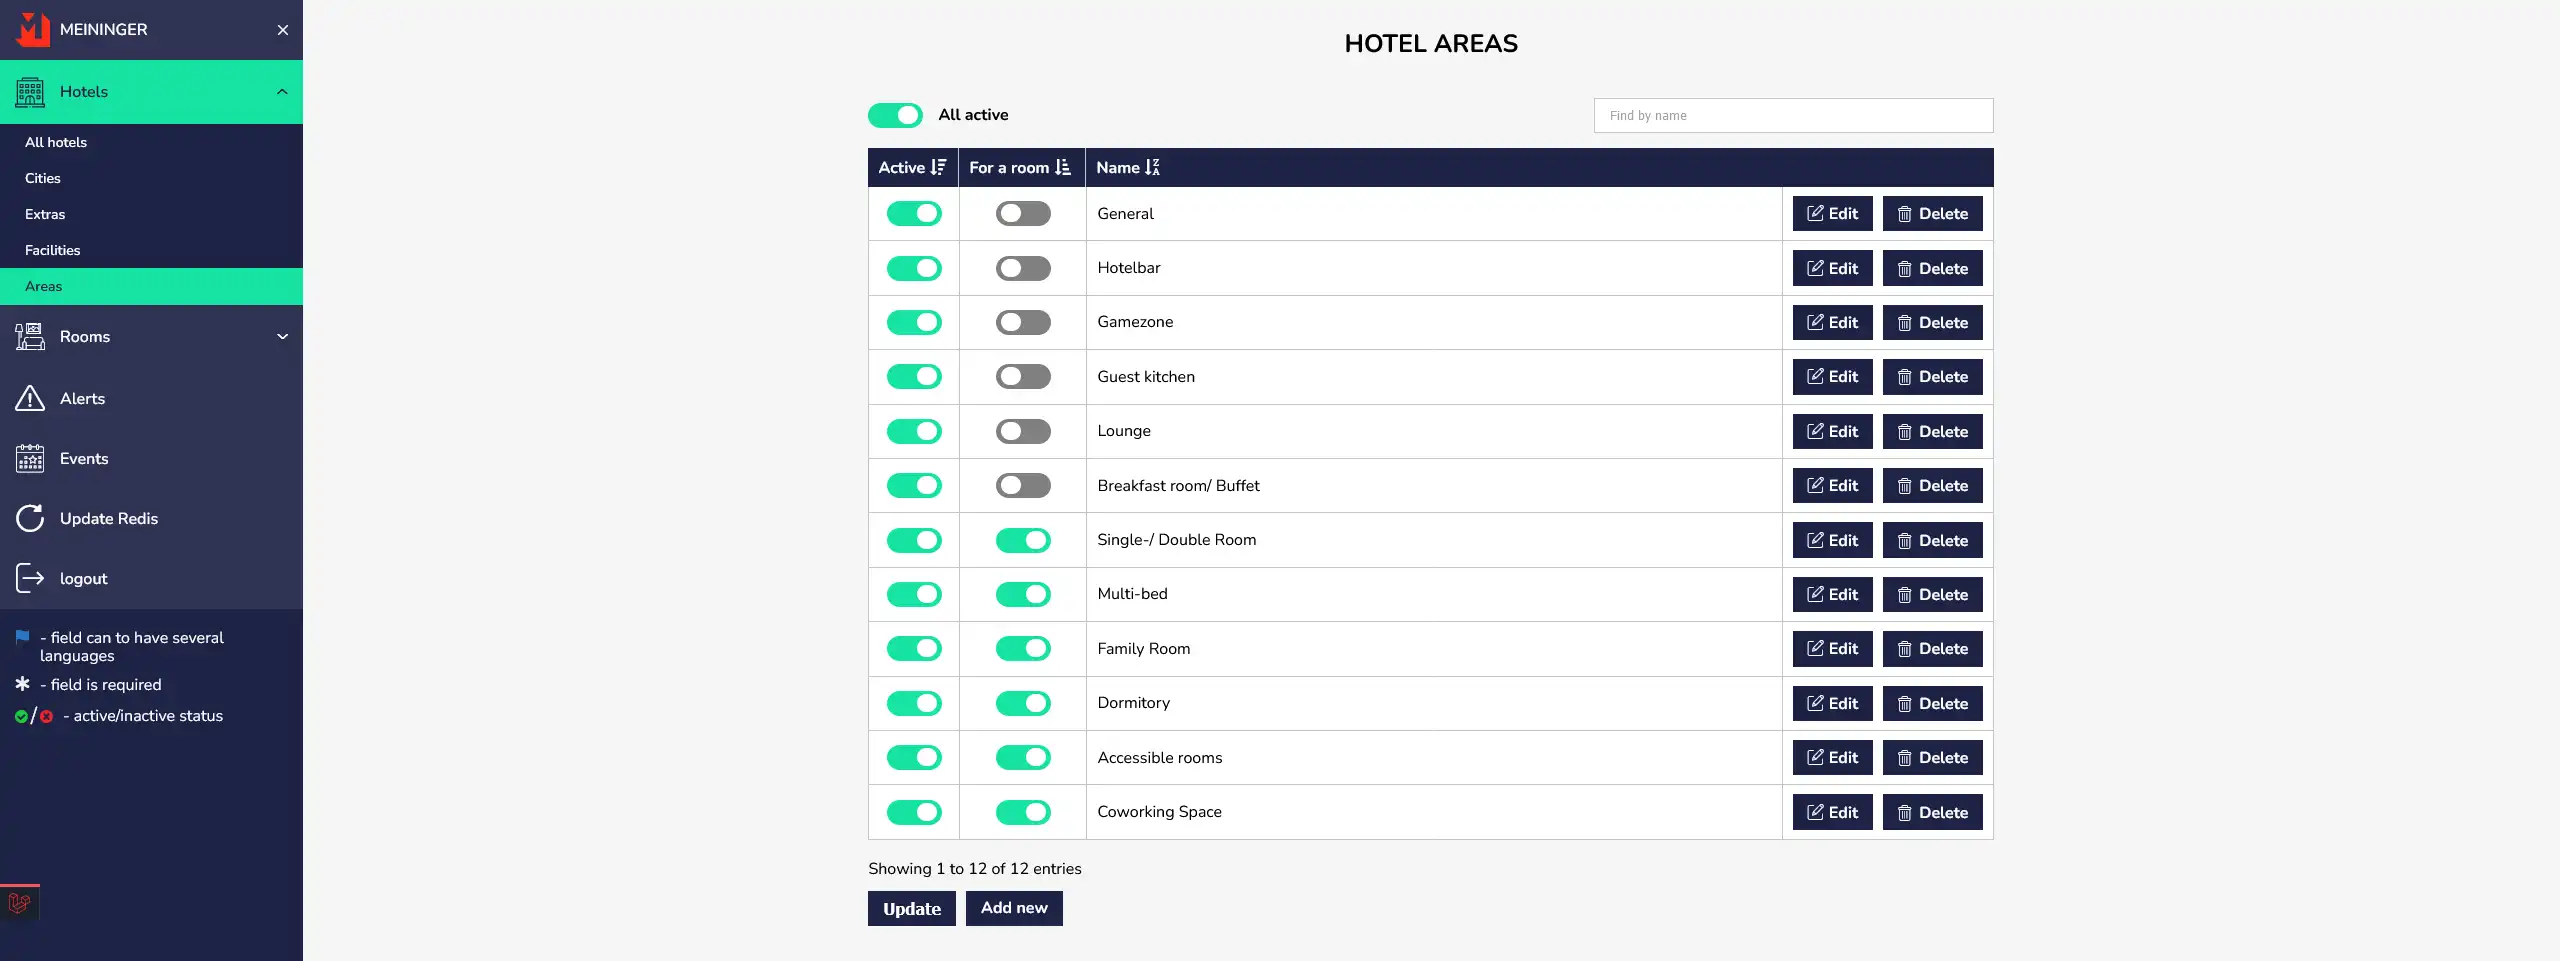 MEININGER
Hotels
All hotels
Cities
Extras
Facilities
Areas
Rooms
Alerts
Events
Update Redis
logout
- field can to have several
languages
* - field is required
/ - active/inactive status
HOTEL AREAS
All active
Find by name
Active For a room Name
General Edit Delete
Hotelbar Edit Delete
Gamezone Edit Delete
Guest kitchen Edit Delete
Lounge Edit Delete
Breakfast room/ Buffet Edit Delete
Single-/ Double Room Edit Delete
Multi-bed Edit Delete
Family Room Edit Delete
Dormitory Edit Delete
Accessible rooms Edit Delete
Coworking Space Edit Delete
Showing 1 to 12 of 12 entries
Update Add new